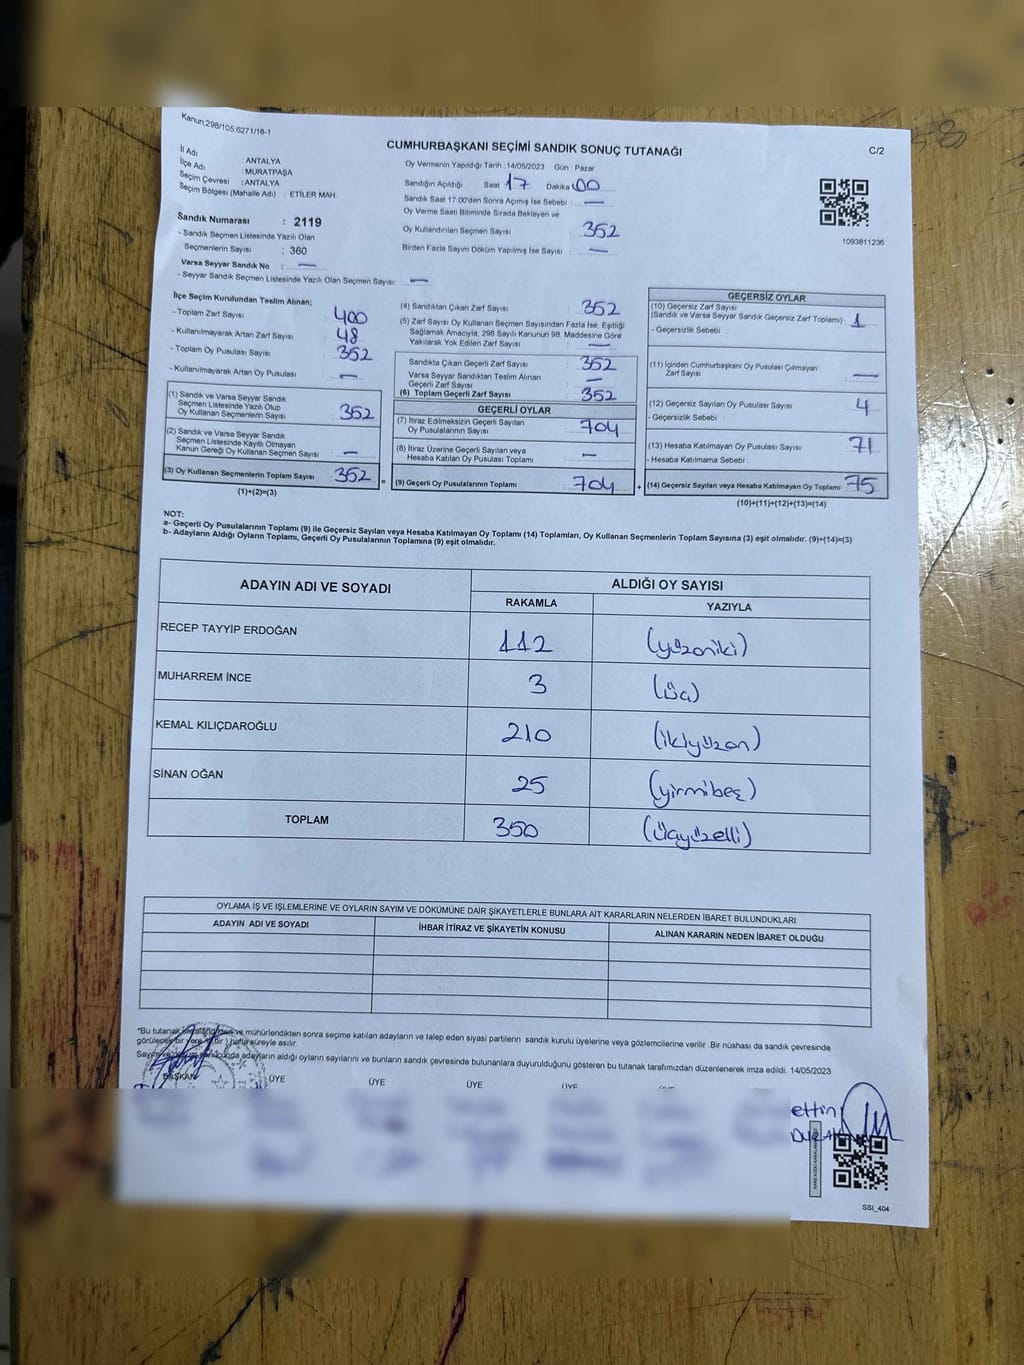 Kanun;298/105,6271/18-1
CUMHURBAŞKANI SEÇİMİ SANDIK SONUÇ TUTANAĞI
C/2
İl Adı : ANTALYA
İlçe Adı : MURATPAŞA
Seçim Çevresi : ANTALYA
Seçim Bölgesi (Mahalle Adı) : ETİLER MAH.
Oy Vermenin Yapıldığı Tarih : 14/05/2023 Gün : Pazar
Sandığın Açıldığı Saat 17 Dakika 00
Sandık Saat 17:00'den Sonra Açılmış İse Sebebi : —
Oy Verme Saati Bitiminde Sırada Bekleyen ve
Oy Kullandırılan Seçmen Sayısı : 352
Birden Fazla Sayım Döküm Yapılmış İse Sayısı : —
1093811236
Sandık Numarası : 2119
- Sandık Seçmen Listesinde Yazılı Olan
Seçmenlerin Sayısı : 360
Varsa Seyyar Sandık No : —
- Seyyar Sandık Seçmen Listesinde Yazılı Olan Seçmen Sayısı : —
İlçe Seçim Kurulundan Teslim Alınan;
- Toplam Zarf Sayısı : 400
- Kullanılmayarak Artan Zarf Sayısı : 48
- Toplam Oy Pusulası Sayısı : 352
- Kullanılmayarak Artan Oy Pusulası : —
(1) Sandık ve Varsa Seyyar Sandık
Seçmen Listesinde Yazılı Olup
Oy Kullanan Seçmenlerin Sayısı : 352
(2) Sandık ve Varsa Seyyar Sandık
Seçmen Listesinde Kayıtlı Olmayan
Kanun Gereği Oy Kullanan Seçmen Sayısı : —
(3) Oy Kullanan Seçmenlerin Toplam Sayısı : 352
(1)+(2)=(3)
(4) Sandıktan Çıkan Zarf Sayısı : 352
(5) Zarf Sayısı Oy Kullanan Seçmen Sayısından Fazla İse, Eşitliği
Sağlamak Amacıyla, 298 Sayılı Kanunun 98. Maddesine Göre
Yakılarak Yok Edilen Zarf Sayısı : —
Sandıkta Çıkan Geçerli Zarf Sayısı : 352
Varsa Seyyar Sandıktan Teslim Alınan
Geçerli Zarf Sayısı : —
(6) Toplam Geçerli Zarf Sayısı : 352
GEÇERLİ OYLAR
(7) İtiraz Edilmeksizin Geçerli Sayılan
Oy Pusulalarının Sayısı : 704
(8) İtiraz Üzerine Geçerli Sayılan veya
Hesaba Katılan Oy Pusulası Toplamı : —
(9) Geçerli Oy Pusulalarının Toplamı : 704
GEÇERSİZ OYLAR
(10) Geçersiz Zarf Sayısı
(Sandık ve Varsa Seyyar Sandık Geçersiz Zarf Toplamı) : 1
- Geçersizlik Sebebi :
(11) İçinden Cumhurbaşkanı Oy Pusulası Çıkmayan
Zarf Sayısı : —
(12) Geçersiz Sayılan Oy Pusulası Sayısı : 4
- Geçersizlik Sebebi :
(13) Hesaba Katılmayan Oy Pusulası Sayısı : 71
- Hesaba Katılmama Sebebi :
(14) Geçersiz Sayılan veya Hesaba Katılmayan Oy Toplamı : 75
(10)+(11)+(12)+(13)=(14)
NOT:
a- Geçerli Oy Pusulalarının Toplamı (9) ile Geçersiz Sayılan veya Hesaba Katılmayan Oy Toplamı (14) Toplamları, Oy Kullanan Seçmenlerin Toplam Sayısına (3) eşit olmalıdır. (9)+(14)=(3)
b- Adayların Aldığı Oyların Toplamı, Geçerli Oy Pusulalarının Toplamına (9) eşit olmalıdır.
ADAYIN ADI VE SOYADI
ALDIĞI OY SAYISI
RAKAMLA YAZIYLA
RECEP TAYYİP ERDOĞAN 112 (yüzoniki)
MUHARREM İNCE 3 (üç)
KEMAL KILIÇDAROĞLU 210 (ikiyüzon)
SİNAN OĞAN 25 (yirmibeş)
TOPLAM 350 (üçyüzelli)
OYLAMA İŞ VE İŞLEMLERİNE VE OYLARIN SAYIM VE DÖKÜMÜNE DAİR ŞİKAYETLERLE BUNLARA AİT KARARLARIN NELERDEN İBARET BULUNDUKLARI
ADAYIN ADI VE SOYADI İHBAR İTİRAZ VE ŞİKAYETİN KONUSU ALINAN KARARIN NEDEN İBARET OLDUĞU
"Bu tutanak ve mühürlendikten sonra seçime katılan adayların ve talep eden siyasi partilerin sandık kurulu üyelerine veya gözlemcilerine verilir. Bir nüshası da sandık çevresinde
görülecek bir yere bir haftasüreyle asılır.
Sayım sonucunda adayların aldığı oyların sayılarını ve bunların sandık çevresinde bulunanlara duyurulduğunu gösteren bu tutanak tarafımızdan düzenlenerek imza edildi. 14/05/2023
BAŞKAN ÜYE ÜYE ÜYE ÜYE
ettin
SSI_404